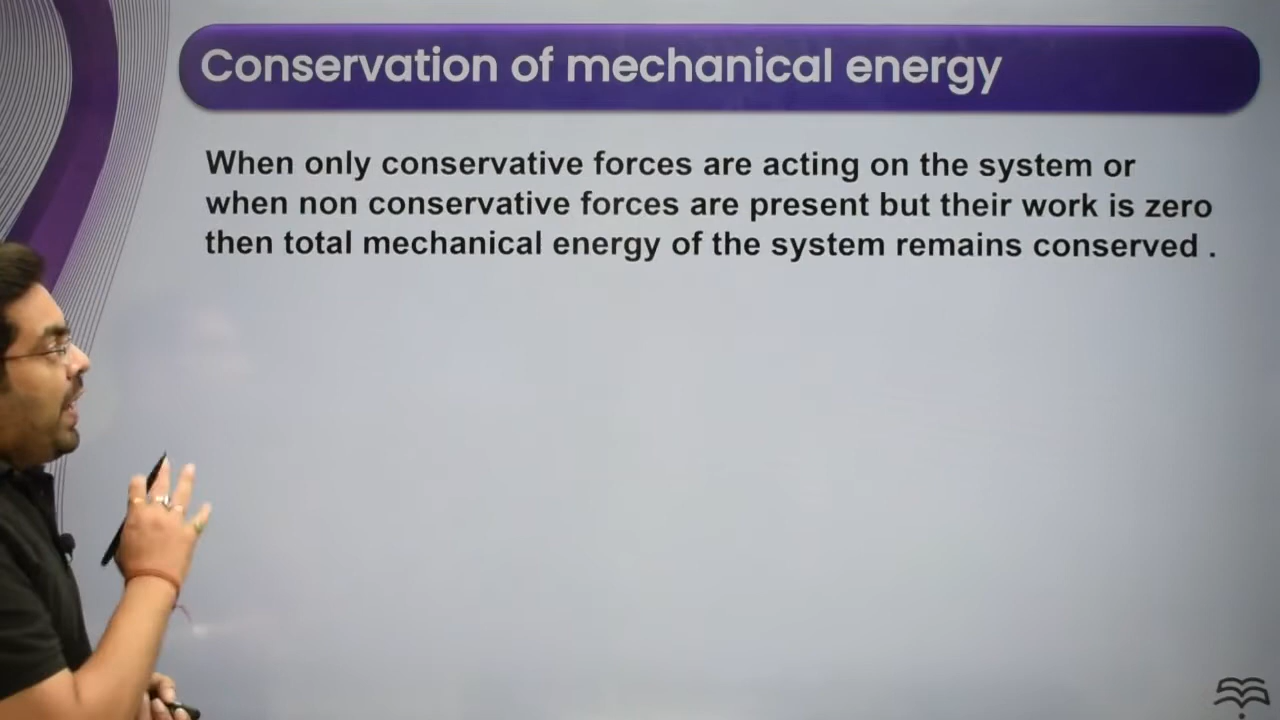 Conservation of mechanical energy
When only conservative forces are acting on the system or
when non conservative forces are present but their work is zero
then total mechanical energy of the system remains conserved .